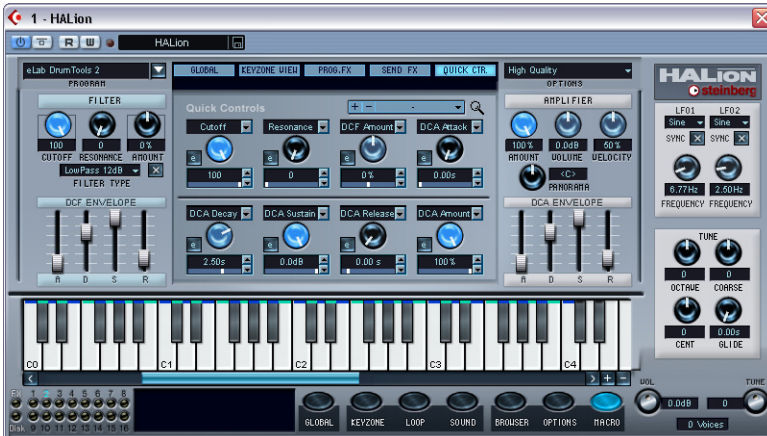 1 - HALion
R W HALion
eLab DrumTools 2
PROGRAM
GLOBAL KEYZONE VIEW PROG.FX SEND FX QUICK CTR.
High Quality
OPTIONS
HALion
steinberg
FILTER
100 0 0%
CUTOFF RESONANCE AMOUNT
LowPass 12dB
FILTER TYPE
Quick Controls + - -
Cutoff Resonance DCF Amount DCA Attack
e e e e
100 0 0% 0.00s
DCA Decay DCA Sustain DCA Release DCA Amount
e e e e
2.50s 0.0dB 0.00 s 100%
AMPLIFIER
100% 0.0dB 50%
AMOUNT VOLUME VELOCITY
<C>
PANORAMA
LFO1 LFO2
Sine Sine
SYNC SYNC
6.77Hz 2.50Hz
FREQUENCY FREQUENCY
DCF ENVELOPE
A D S R
DCA ENVELOPE
A D S R
TUNE
0 0
OCTAVE COARSE
0 0.00s
CENT GLIDE
C0 C1 C2 C3 C4
+ -
1 2 3 4 5 6 7 8
Disk 9 10 11 12 13 14 15 16
GLOBAL KEYZONE LOOP SOUND BROWSER OPTIONS MACRO
VOL TUNE
0.0dB 0
0 Voices